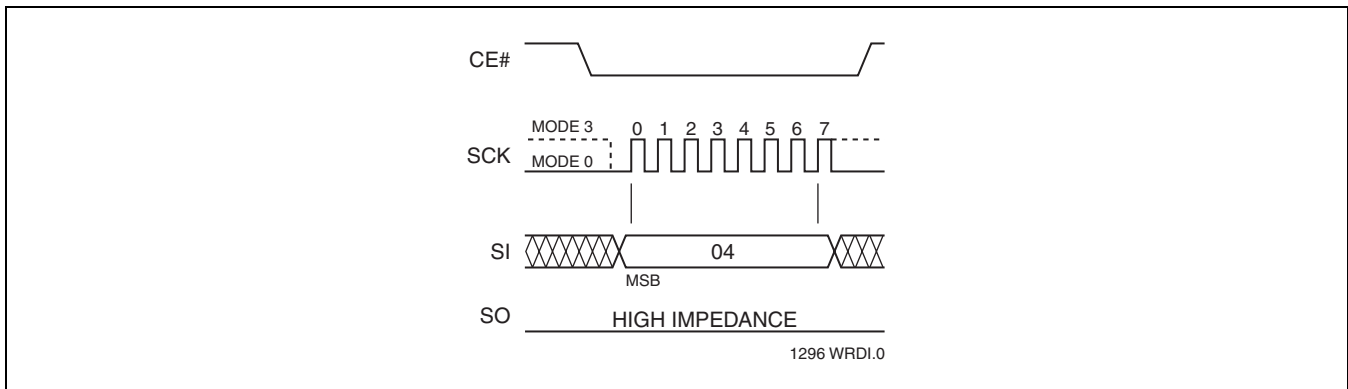 CE#
MODE 3
0 1 2 3 4 5 6 7
SCK
MODE 0
SI
04
MSB
SO
HIGH IMPEDANCE
1296 WRDI.0